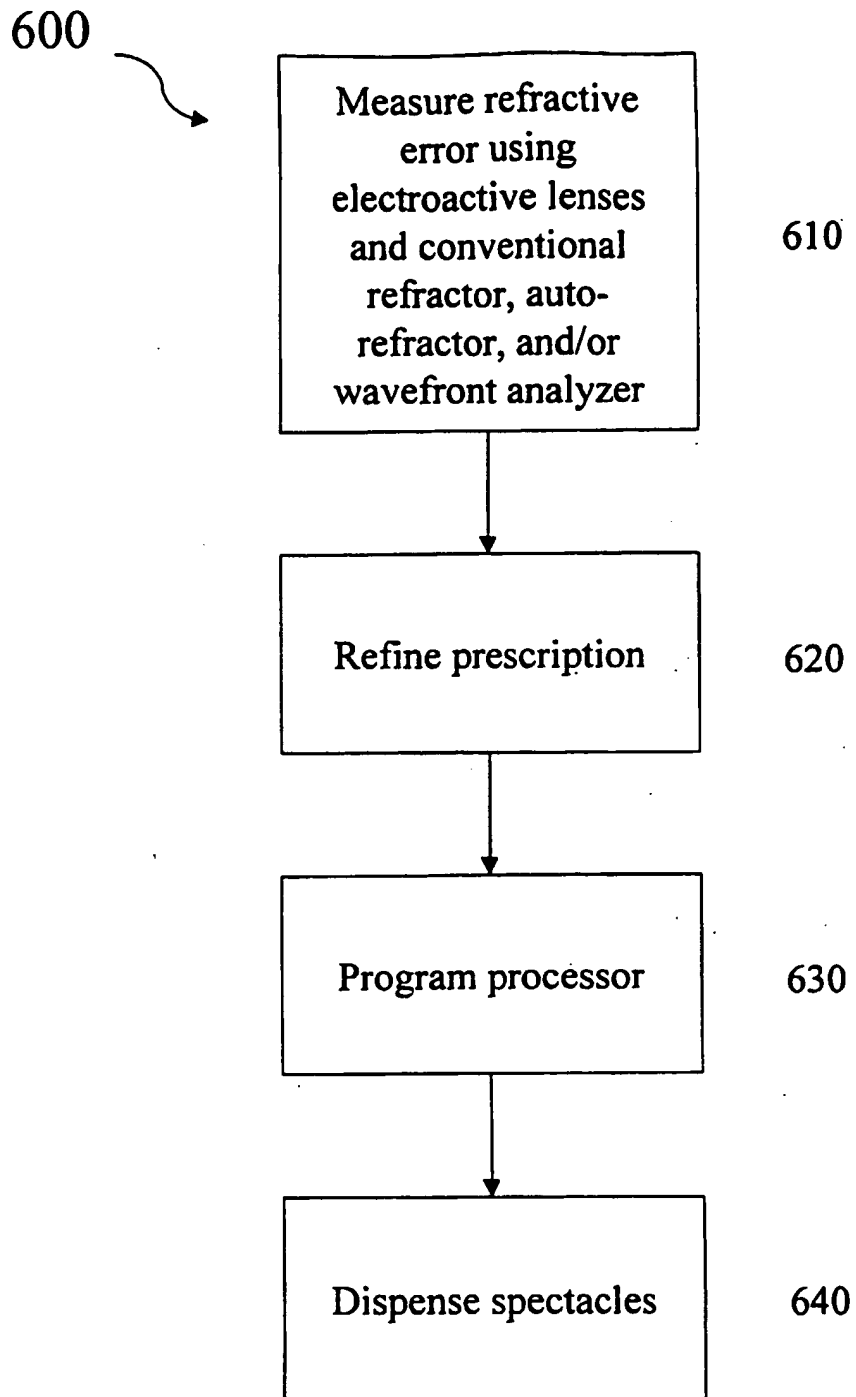 600
Measure refractive
error using
electroactive lenses
and conventional
refractor, auto-
refractor, and/or
wavefront analyzer
610
Refine prescription
620
Program processor
630
Dispense spectacles
640